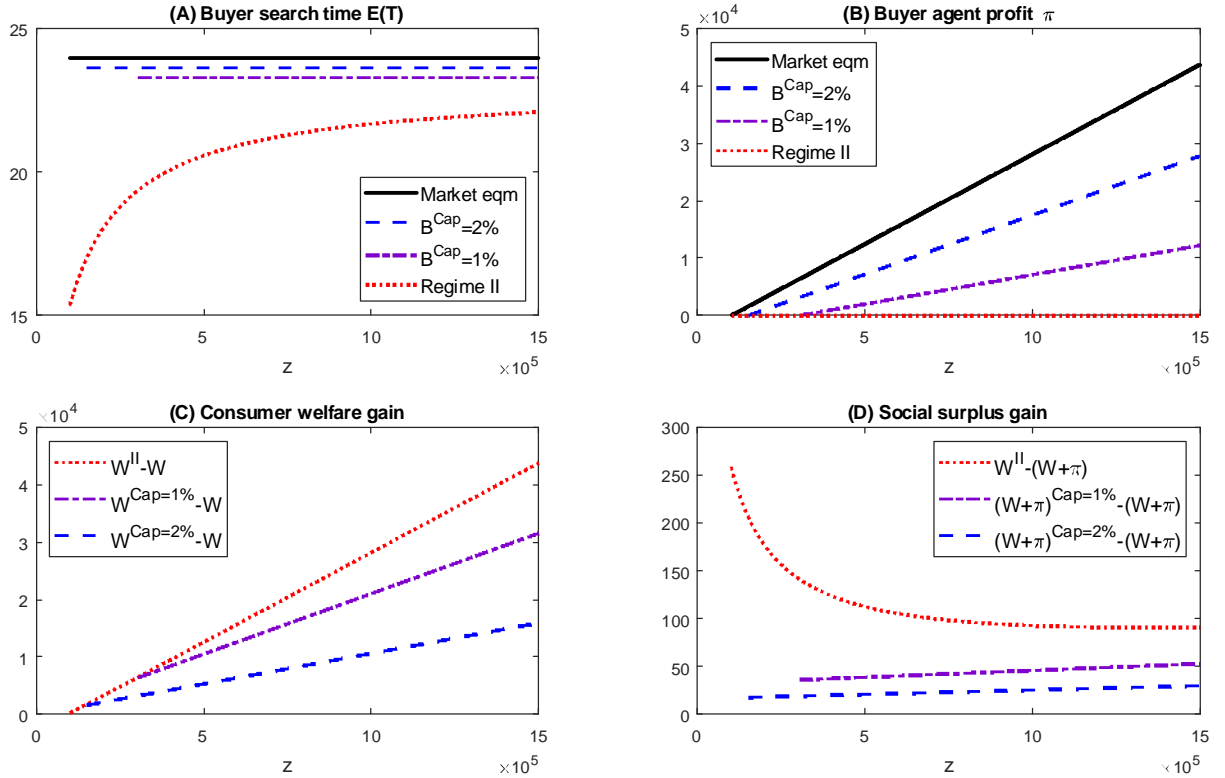 (A) Buyer search time E(T)
25
20
15
0
5
10
15
z
×10^5
Market eqm
B^Cap=2%
B^Cap=1%
Regime II
(B) Buyer agent profit π
×10^4
5
4
3
2
1
0
0
5
10
15
z
×10^5
Market eqm
B^Cap=2%
B^Cap=1%
Regime II
(C) Consumer welfare gain
×10^4
5
4
3
2
1
0
0
5
10
15
z
×10^5
W^II-W
W^Cap=1%-W
W^Cap=2%-W
(D) Social surplus gain
300
250
200
150
100
50
0
0
5
10
15
z
×10^5
W^II-(W+π)
(W+π)^Cap=1%-(W+π)
(W+π)^Cap=2%-(W+π)